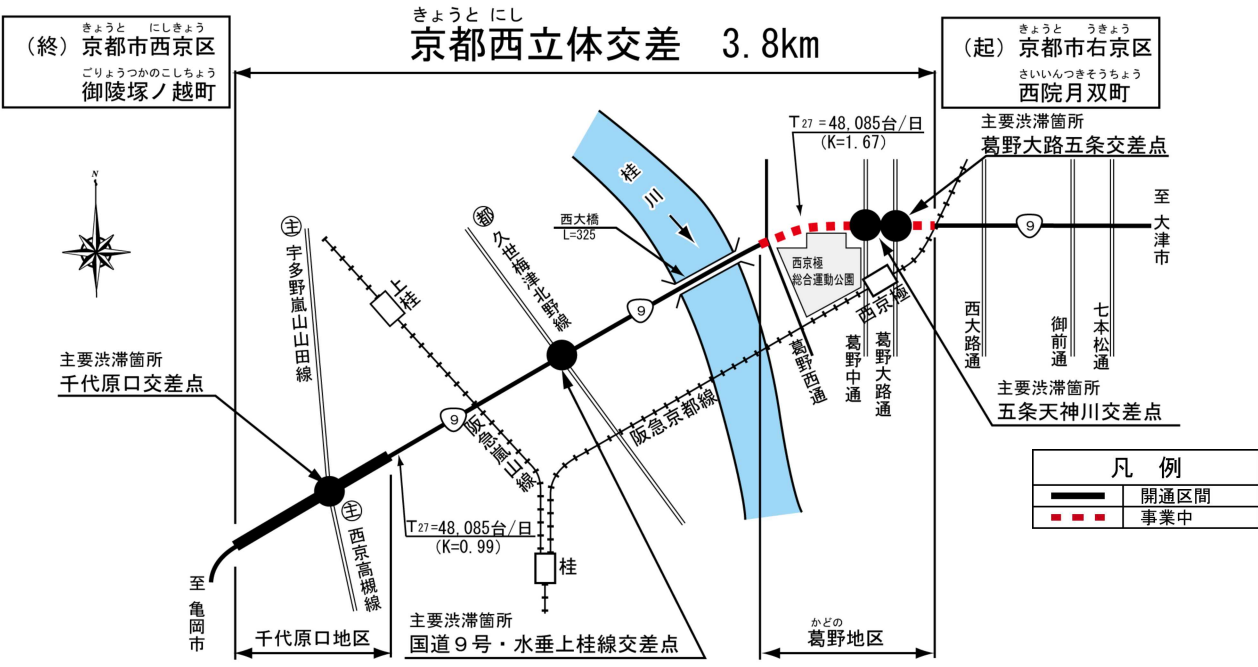 きょうと にし
京都西立体交差 3.8km
きょうと にしきょう
（終）京都市西京区
ごりょうつかのこしちょう
御陵塚ノ越町
きょうと うきょう
（起）京都市右京区
さいいんつきそうちょう
西院月双町
T27=48,085台/日
(K=1.67)
主要渋滞箇所
葛野大路五条交差点
N
桂川
西大橋
L=325
西京極
総合運動公園
西京極
9
至 大津市
都
久世梅津北野線
主
宇多野嵐山山田線
上桂
9
主要渋滞箇所
千代原口交差点
9
阪急嵐山線
阪急京都線
葛野西通
葛野中通
葛野大路通
西大路通
御前通
七本松通
主要渋滞箇所
五条天神川交差点
凡 例
開通区間
事業中
主
西京高槻線
T27=48,085台/日
(K=0.99)
桂
至 亀岡市
千代原口地区
主要渋滞箇所
国道９号・水垂上桂線交差点
かどの
葛野地区